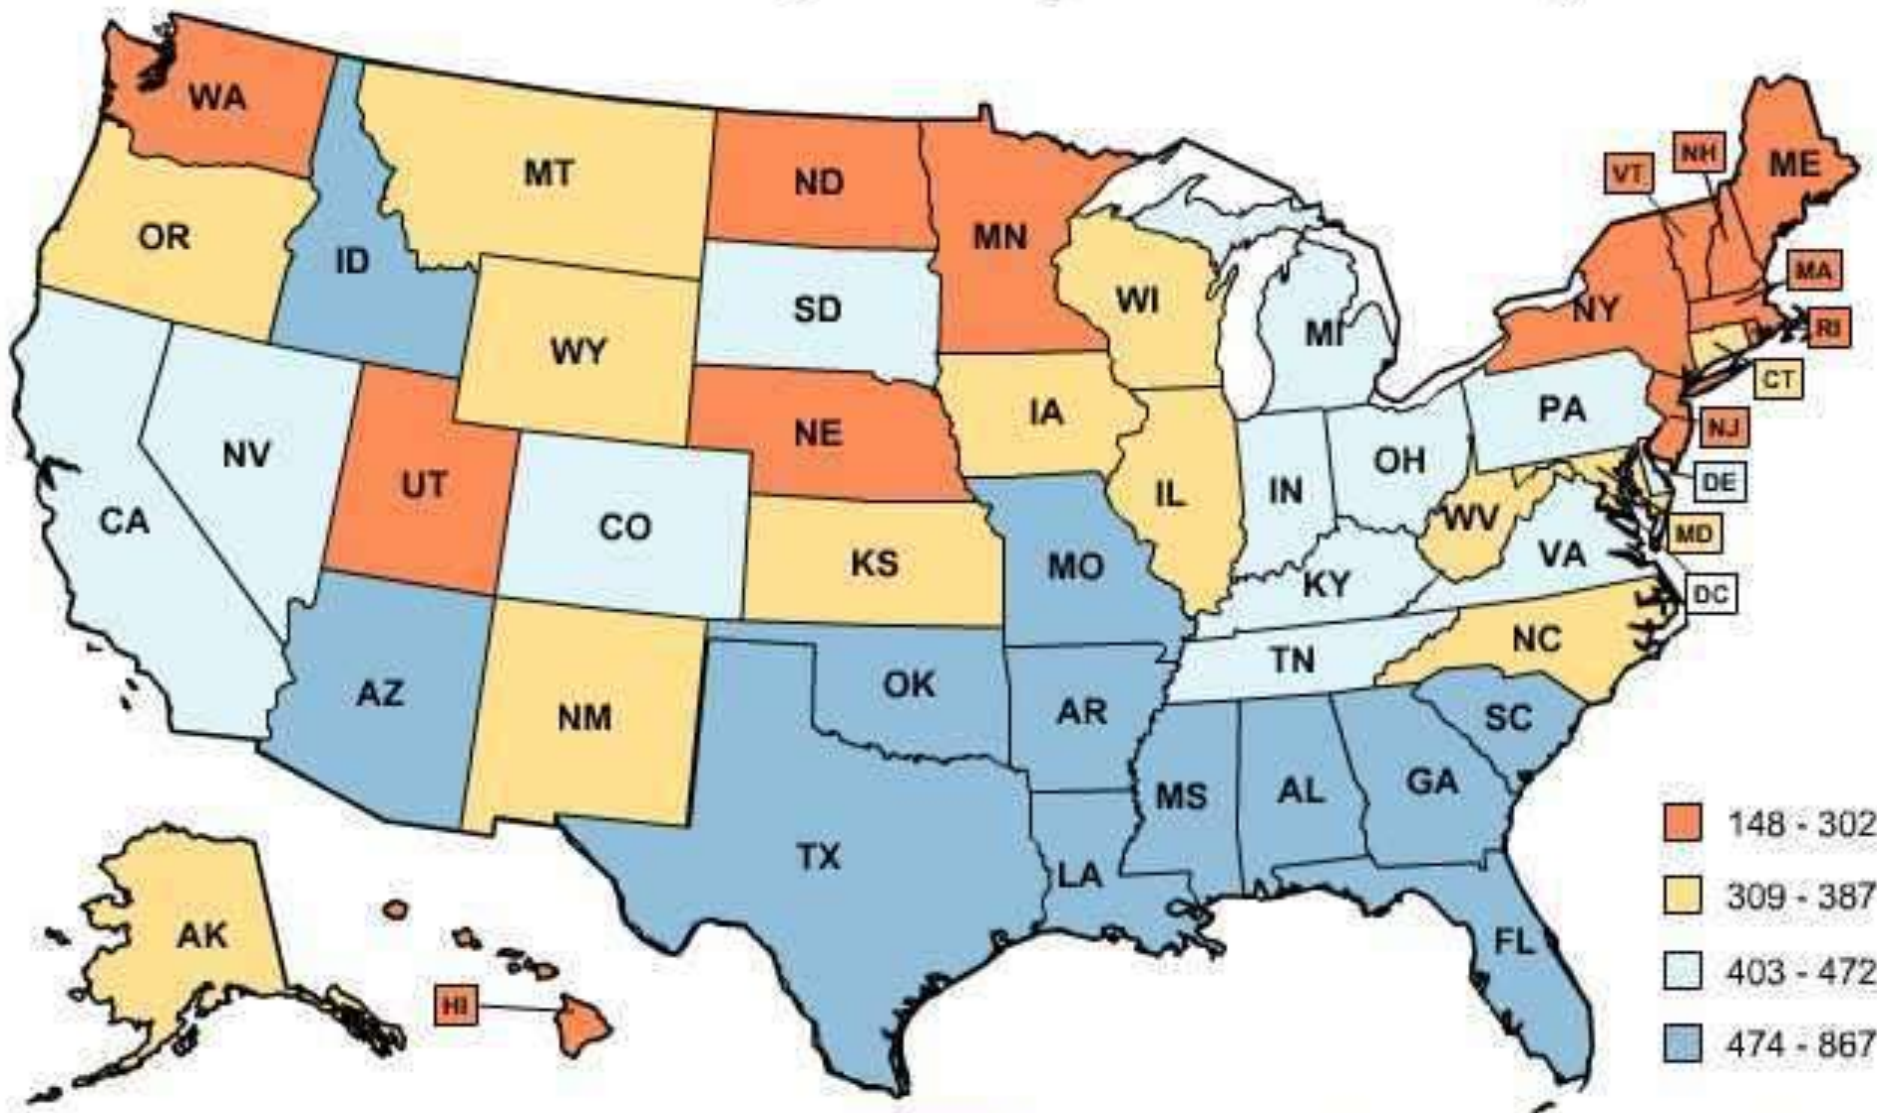 WA
MT
ND
MN
VT
NH
ME
OR
ID
SD
WI
MI
NY
MA
RI
WY
IA
PA
CT
NE
NJ
NV
UT
CO
IL
IN
OH
DE
CA
KS
MO
WV
VA
MD
KY
DC
AZ
NM
OK
AR
TN
NC
SC
MS
AL
GA
TX
LA
148 - 302
309 - 387
403 - 472
474 - 867
AK
HI
FL